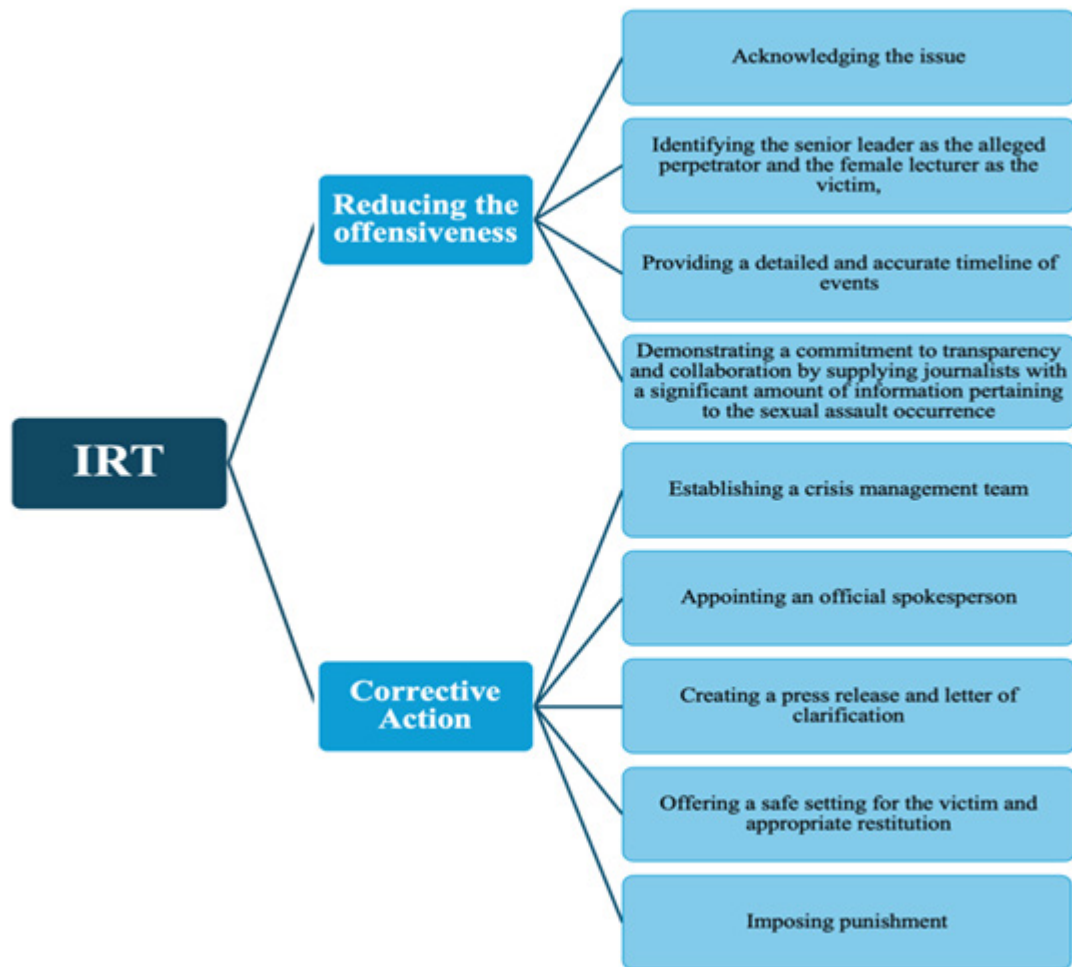 IRT
Reducing the
offensiveness
Acknowledging the issue
Identifying the senior leader as the alleged
perpetrator and the female lecturer as the
victim,
Providing a detailed and accurate timeline of
events
Demonstrating a commitment to transparency
and collaboration by supplying journalists with
a significant amount of information pertaining
to the sexual assault occurrence
Corrective
Action
Establishing a crisis management team
Appointing an official spokesperson
Creating a press release and letter of
clarification
Offering a safe setting for the victim and
appropriate restitution
Imposing punishment